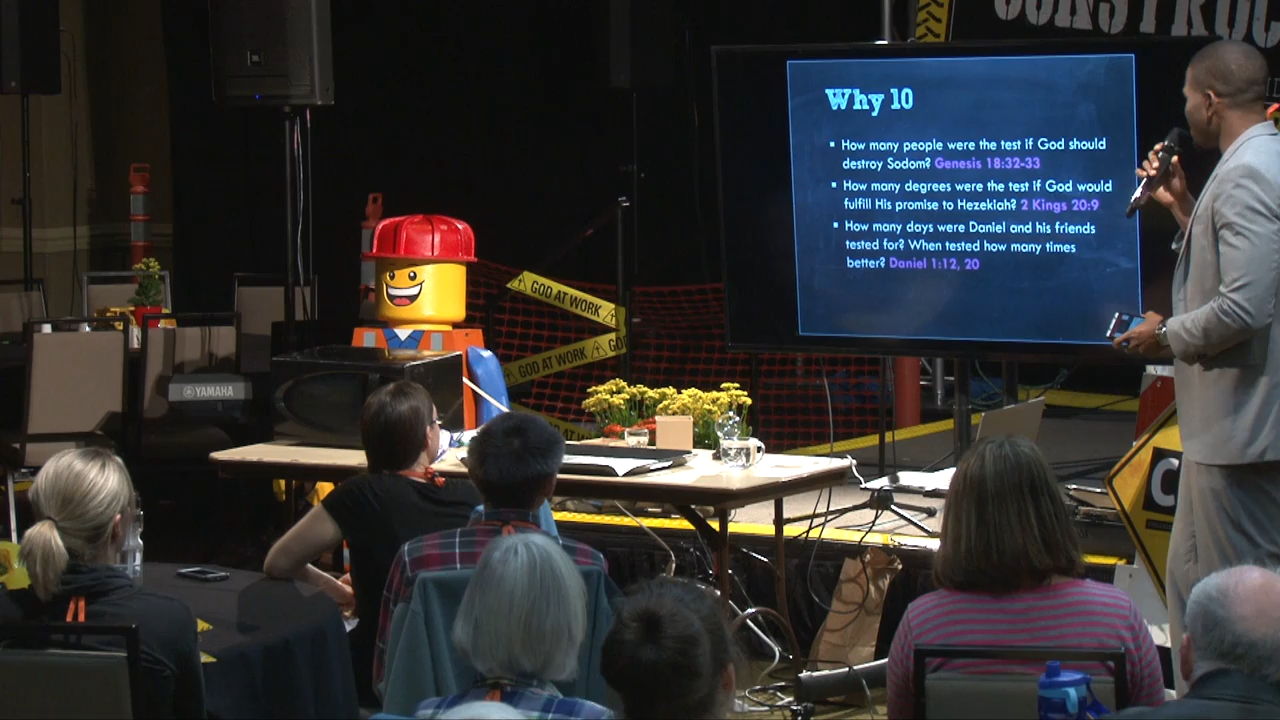 CONSTRUC
Why 10
▪ How many people were the test if God should
destroy Sodom? Genesis 18:32-33
▪ How many degrees were the test if God would
fulfill His promise to Hezekiah? 2 Kings 20:9
▪ How many days were Daniel and his friends
tested for? When tested how many times
better? Daniel 1:12, 20
GOD AT WORK
GOD AT WORK GOD
YAMAHA
JBL
C